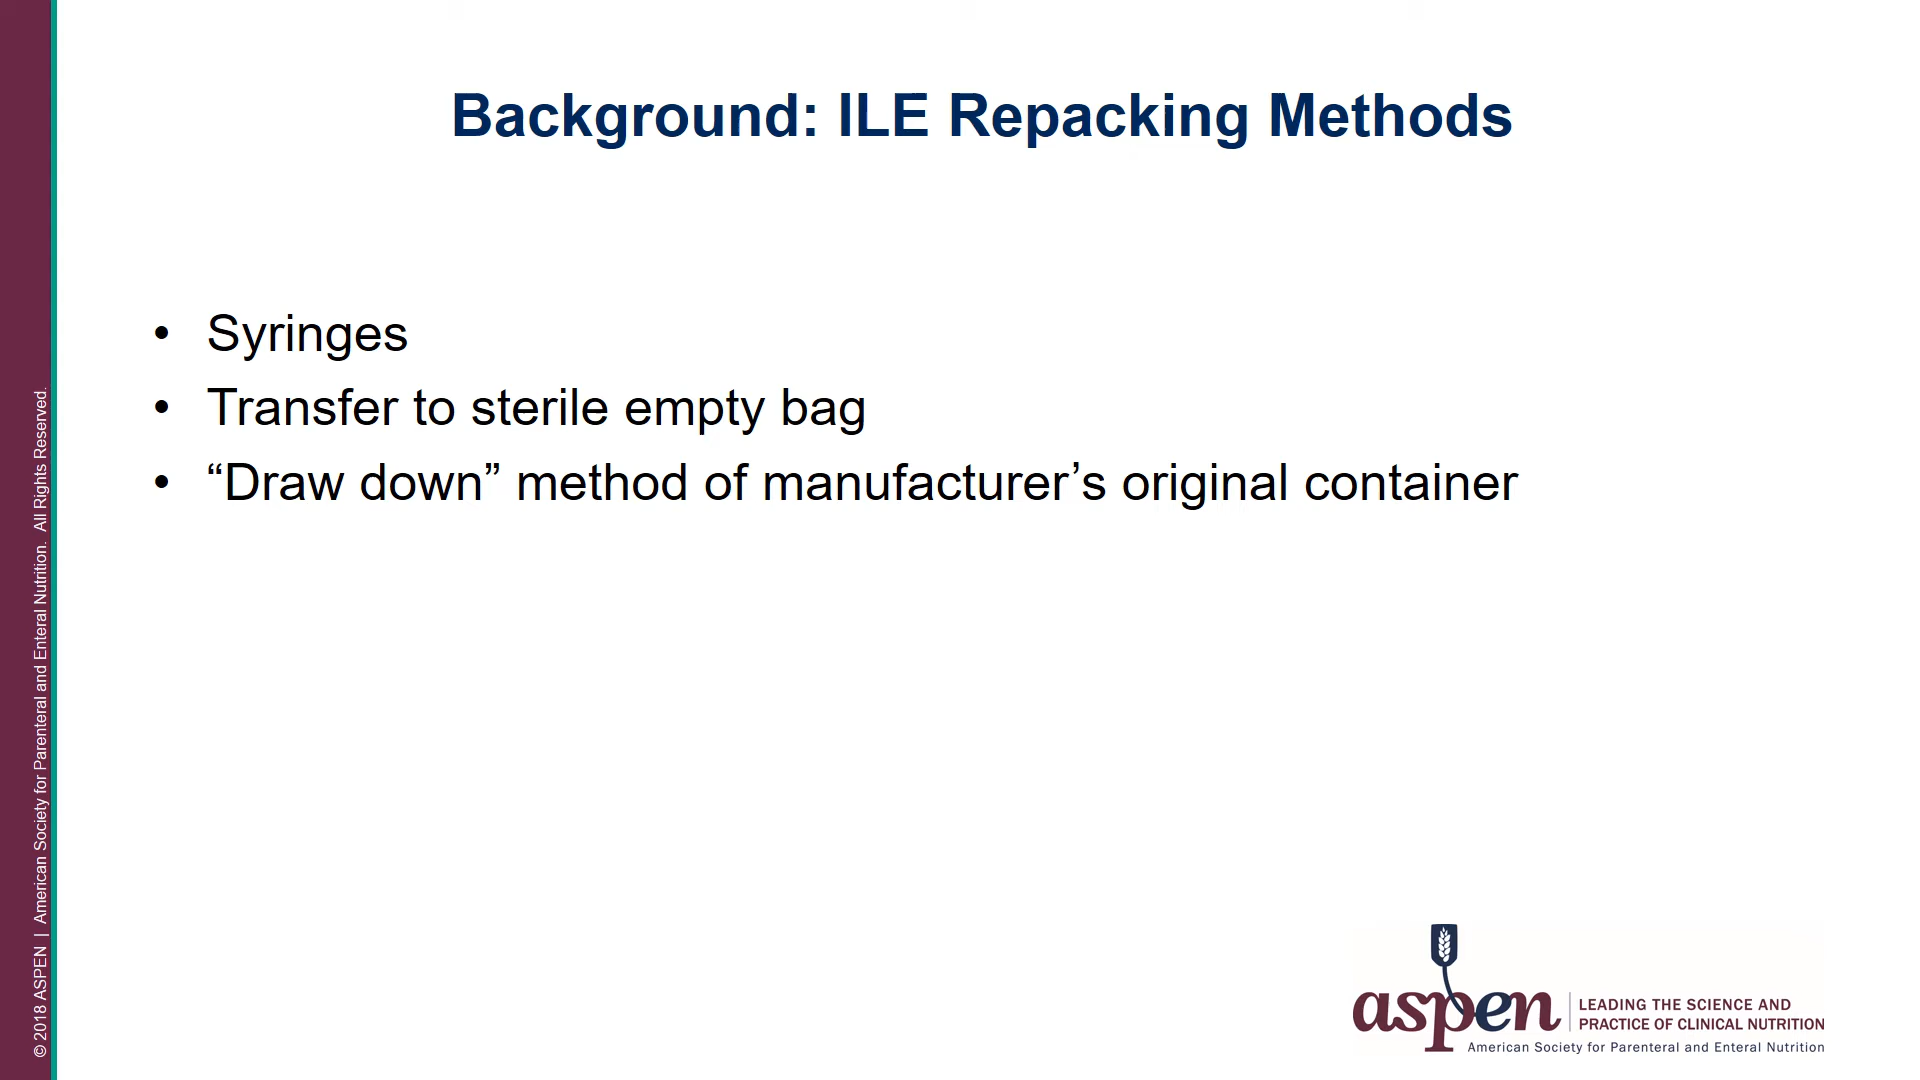 Background: ILE Repacking Methods
• Syringes
• Transfer to sterile empty bag
• “Draw down” method of manufacturer’s original container
© 2018 ASPEN | American Society for Parenteral and Enteral Nutrition. All Rights Reserved.
aspen
LEADING THE SCIENCE AND
PRACTICE OF CLINICAL NUTRITION
American Society for Parenteral and Enteral Nutrition